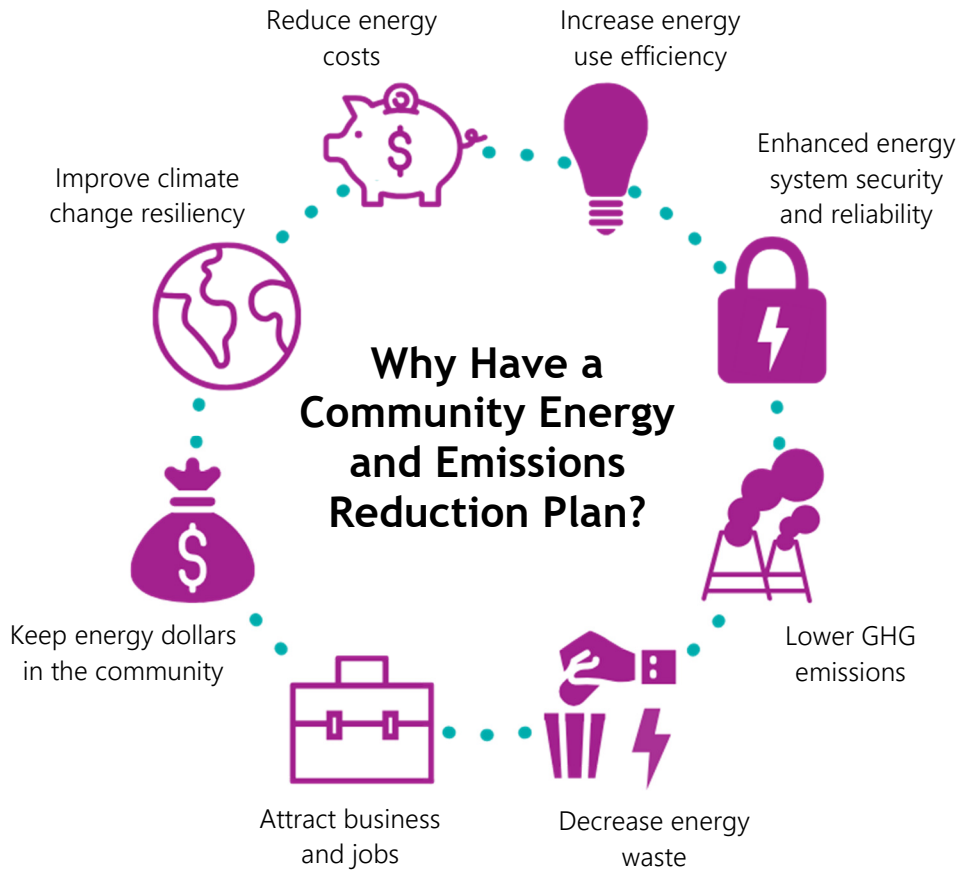 Reduce energy
costs
Increase energy
use efficiency
Enhanced energy
system security
and reliability
Improve climate
change resiliency
$
Why Have a
Community Energy
and Emissions
Reduction Plan?
$
Keep energy dollars
in the community
Lower GHG
emissions
Attract business
and jobs
Decrease energy
waste